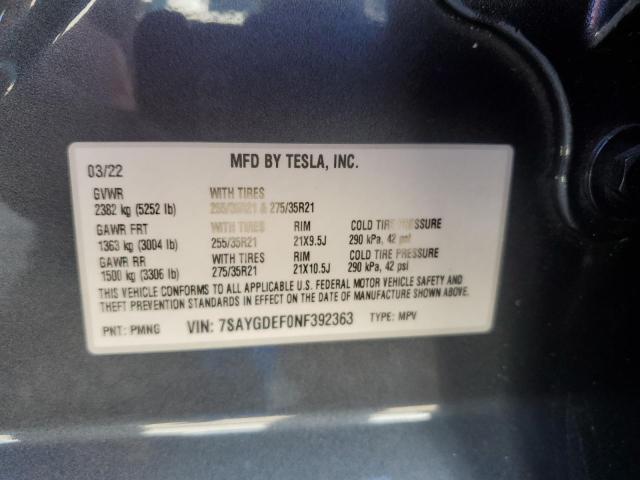 03/22 MFD BY TESLA, INC.
GVWR WITH TIRES
2382 kg (5252 lb) 255/35R21 & 275/35R21
GAWR FRT WITH TIRES RIM COLD TIRE PRESSURE
1363 kg (3004 lb) 255/35R21 21X9.5J 290 kPa, 42 psi
GAWR RR WITH TIRES RIM COLD TIRE PRESSURE
1500 kg (3306 lb) 275/35R21 21X10.5J 290 kPa, 42 psi
THIS VEHICLE CONFORMS TO ALL APPLICABLE U.S. FEDERAL MOTOR VEHICLE SAFETY AND
THEFT PREVENTION STANDARDS IN EFFECT ON THE DATE OF MANUFACTURE SHOWN ABOVE.
PNT: PMNG VIN: 7SAYGDEF0NF392363 TYPE: MPV